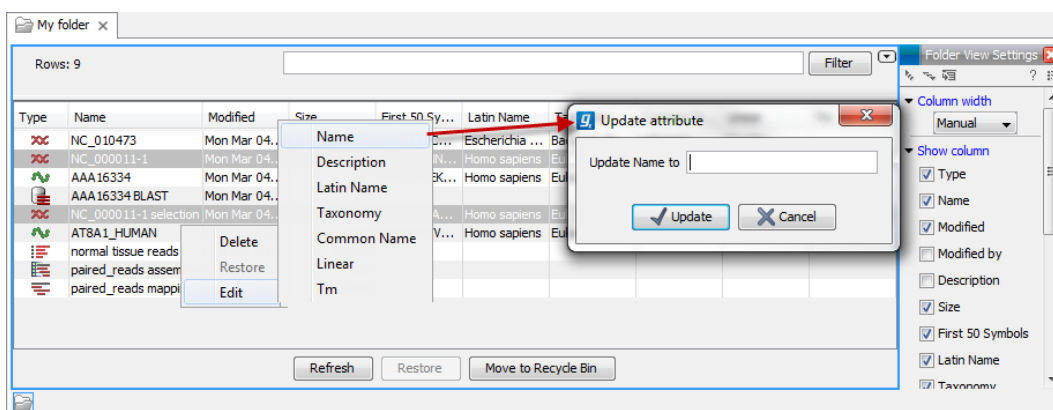 My folder
Rows: 9
Filter
Folder View Settings
?
Type Name Modified Size First 50 Sy... Latin Name
NC_010473 Mon Mar 04.. Escherichia ...
NC_000011-1 Mon Mar 04.. Homo sapiens
AAA16334 Mon Mar 04.. Homo sapiens
AAA16334 BLAST Mon Mar 04..
NC_000011-1 selection Mon Mar 04.. Homo sapiens
AT8A1_HUMAN Homo sapiens
normal tissue reads
paired_reads assem
paired_reads mappi
Delete
Restore
Edit
Name
Description
Latin Name
Taxonomy
Common Name
Linear
Tm
Update attribute
Update Name to
Update Cancel
Column width
Manual
Show column
Type
Name
Modified
Modified by
Description
Size
First 50 Symbols
Latin Name
Taxonomy
Refresh Restore Move to Recycle Bin